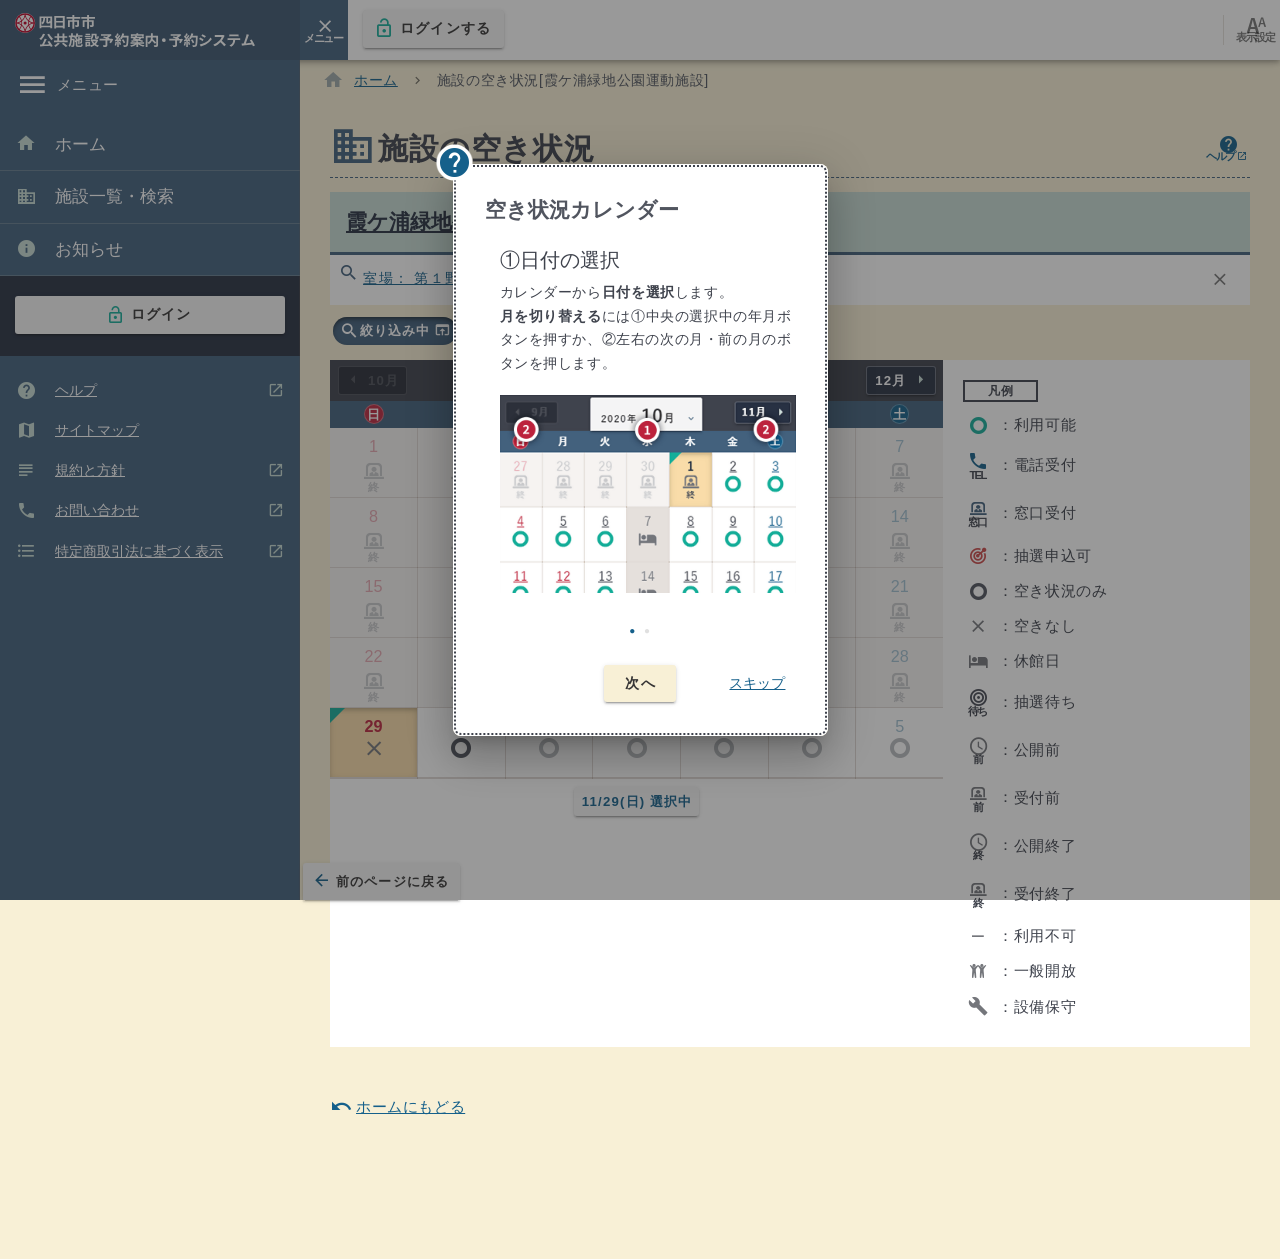 四日市市
公共施設予約案内・予約システム
メニュー
ログインする
表示設定
メニュー
ホーム
施設一覧・検索
お知らせ
ログイン
ヘルプ
サイトマップ
規約と方針
お問い合わせ
特定商取引法に基づく表示
ホーム
施設の空き状況[霞ケ浦緑地公園運動施設]
施設の空き状況
ヘルプ
霞ケ浦緑地
室場： 第１野
絞り込み中
10月
12月
日
土
1
終
7
終
8
終
14
終
15
終
21
終
22
終
28
終
29
5
11/29(日) 選択中
前のページに戻る
空き状況カレンダー
①日付の選択
カレンダーから日付を選択します。
月を切り替えるには①中央の選択中の年月ボ
タンを押すか、②左右の次の月・前の月のボ
タンを押します。
9月
2020年10月
11月
2
1
2
日 月 火 水 木 金 土
27 28 29 30 1 2 3
終 終 終 終 終
4 5 6 7 8 9 10
11 12 13 14 15 16 17
次へ
スキップ
凡例
：利用可能
TEL
：電話受付
窓口
：窓口受付
：抽選申込可
：空き状況のみ
：空きなし
：休館日
待ち
：抽選待ち
前
：公開前
前
：受付前
終
：公開終了
終
：受付終了
：利用不可
：一般開放
：設備保守
ホームにもどる